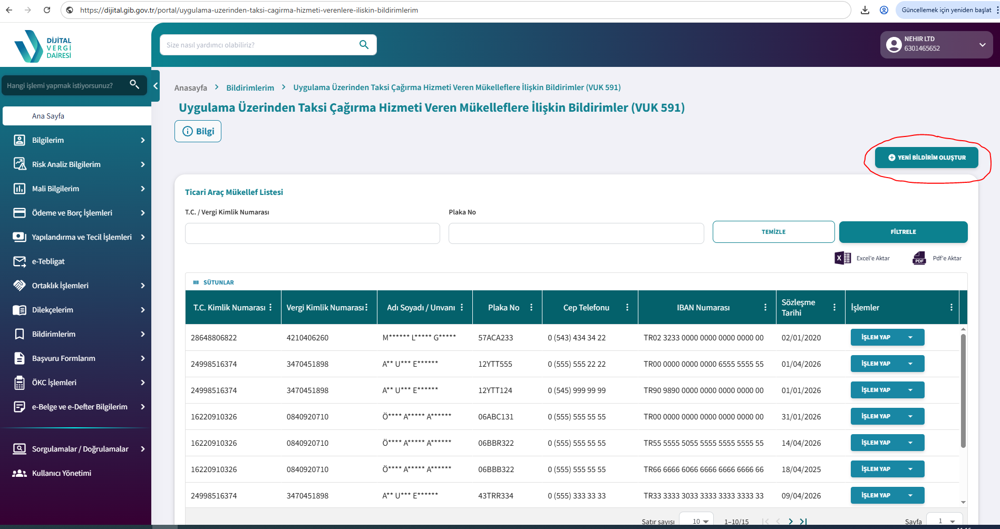 https://dijital.gib.gov.tr/portal/uygulama-uzerinden-taksi-cagirma-hizmeti-verenlere-iliskin-bildirimlerim
Güncellemek için yeniden başlat
DİJİTAL
VERGİ
DAİRESİ
Size nasıl yardımcı olabiliriz?
NEHIR LTD
6301465652
Hangi işlemi yapmak istiyorsunuz?
Ana Sayfa
Bilgilerim
Risk Analiz Bilgilerim
Mali Bilgilerim
Ödeme ve Borç İşlemleri
Yapılandırma ve Tecil İşlemleri
e-Tebligat
Ortaklık İşlemleri
Dilekçelerim
Bildirimlerim
Başvuru Formlarım
ÖKC İşlemleri
e-Belge ve e-Defter Bilgilerim
Sorgulamalar / Doğrulamalar
Kullanıcı Yönetimi
Anasayfa > Bildirimlerim > Uygulama Üzerinden Taksi Çağırma Hizmeti Veren Mükelleflere İlişkin Bildirimler (VUK 591)
Uygulama Üzerinden Taksi Çağırma Hizmeti Veren Mükelleflere İlişkin Bildirimler (VUK 591)
Bilgi
YENİ BİLDİRİM OLUŞTUR
Ticari Araç Mükellef Listesi
T.C. / Vergi Kimlik Numarası Plaka No
TEMİZLE FİLTRELE
Excel'e Aktar Pdf'e Aktar
SÜTUNLAR
T.C. Kimlik Numarası Vergi Kimlik Numarası Adı Soyadı / Unvanı Plaka No Cep Telefonu IBAN Numarası Sözleşme Tarihi İşlemler
28648806822 4210406260 M****** L***** G***** 57ACA233 0 (543) 434 34 22 TR02 3233 0000 0000 0000 0000 00 02/01/2020 İŞLEM YAP
24998516374 3470451898 A** U*** E****** 12YTT555 0 (555) 555 22 22 TR00 0000 0000 0000 6555 5555 55 01/04/2026 İŞLEM YAP
24998516374 3470451898 A** U*** E****** 12YTT124 0 (545) 999 99 99 TR90 9890 0000 0000 0000 0000 00 01/01/2026 İŞLEM YAP
16220910326 0840920710 Ö**** A***** A****** 06ABC131 0 (555) 555 55 55 TR00 0000 0000 0000 0000 0000 00 31/01/2026 İŞLEM YAP
16220910326 0840920710 Ö**** A***** A****** 06BBR322 0 (555) 555 55 55 TR55 5555 5055 5555 5555 5555 55 14/04/2026 İŞLEM YAP
16220910326 0840920710 Ö**** A***** A****** 06BBB322 0 (555) 555 55 55 TR66 6666 6066 6666 6666 6666 66 18/04/2025 İŞLEM YAP
24998516374 3470451898 A** U*** E****** 43TRR334 0 (555) 333 33 33 TR33 3333 3033 3333 3333 3333 33 09/04/2026 İŞLEM YAP
Satır sayısı 10 1–10/15 Sayfa 1